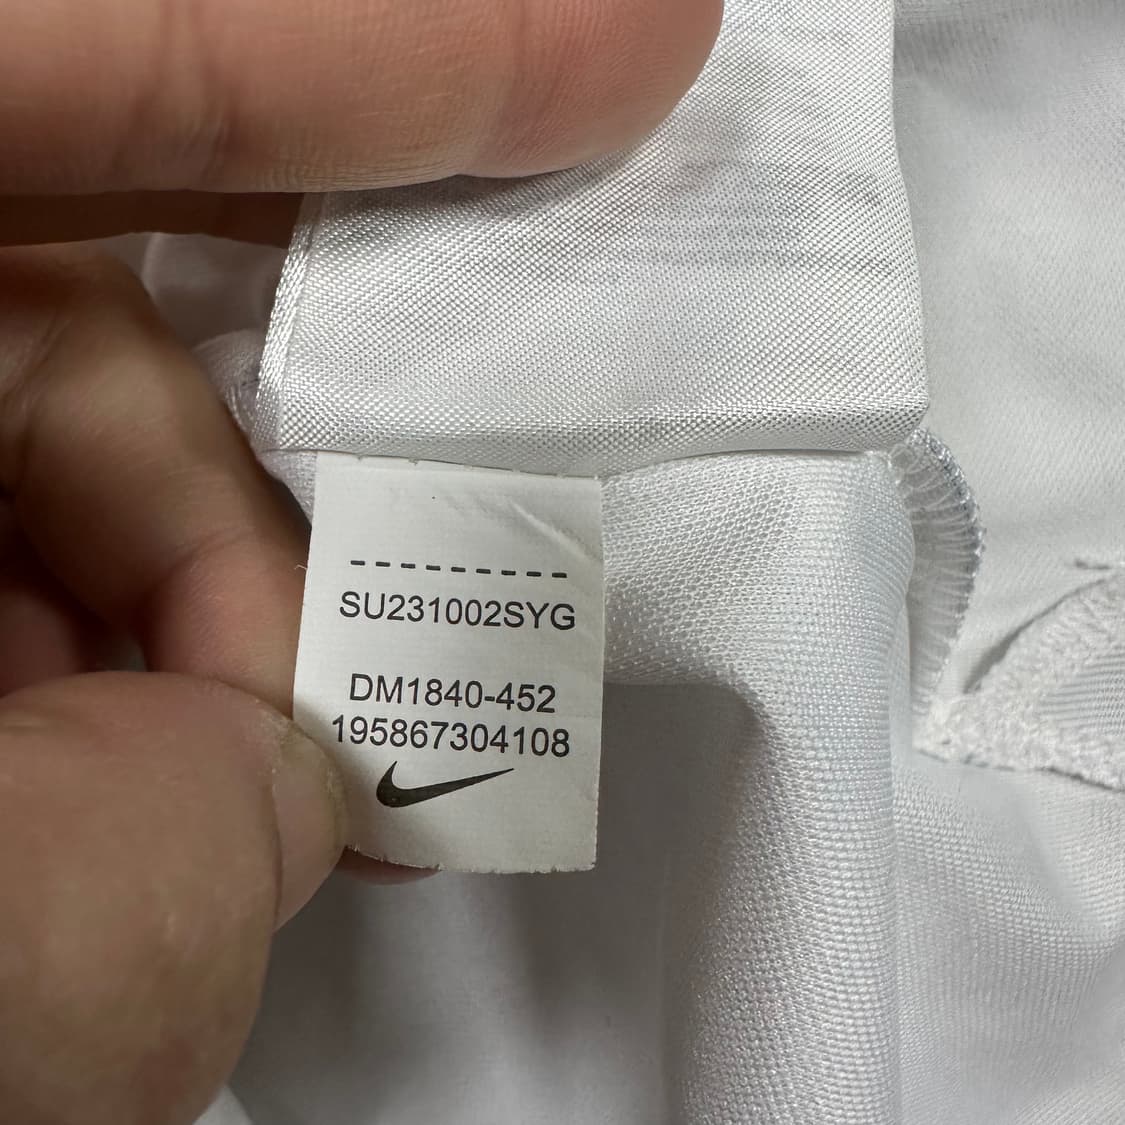 ---------
SU231002SYG
DM1840-452
195867304108